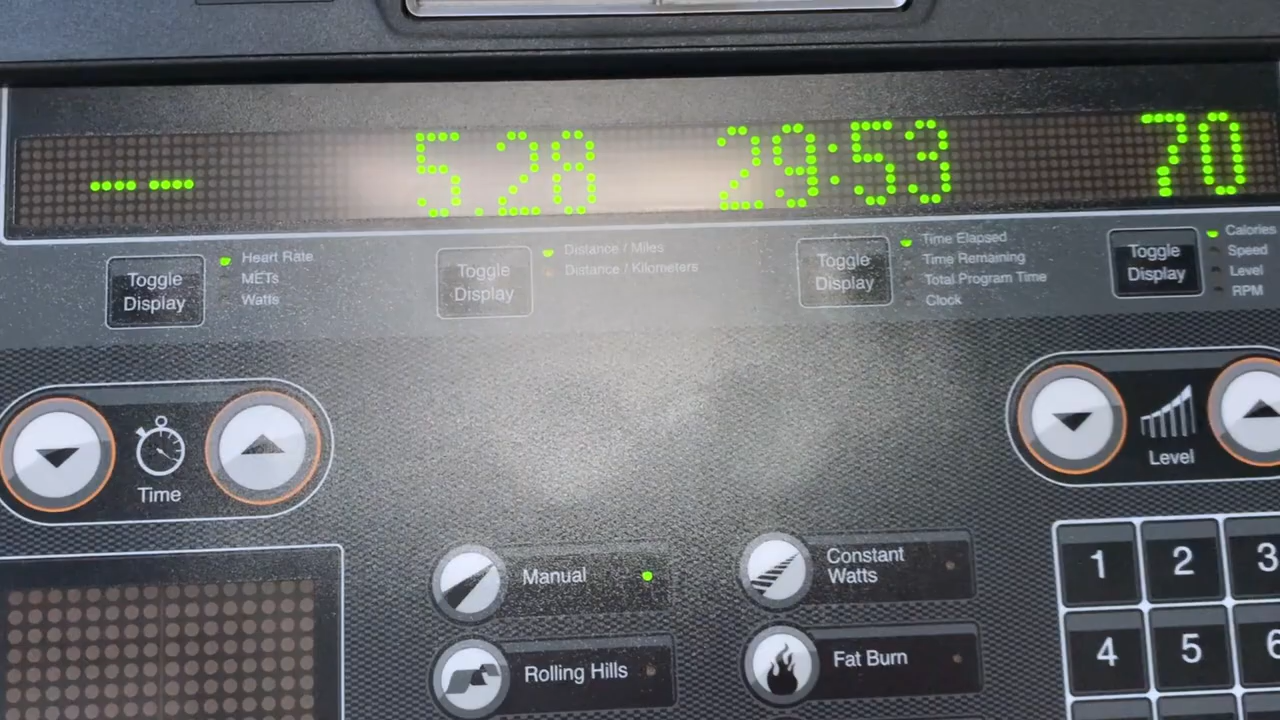 -- --
5.28
29:53
70
Toggle
Display
Heart Rate
METs
Watts
Toggle
Display
Distance / Miles
Distance / Kilometers
Toggle
Display
Time Elapsed
Time Remaining
Total Program Time
Clock
Toggle
Display
Calories
Speed
Level
RPM
Time
Level
Manual
Constant
Watts
Rolling Hills
Fat Burn
1
2
3
4
5
6